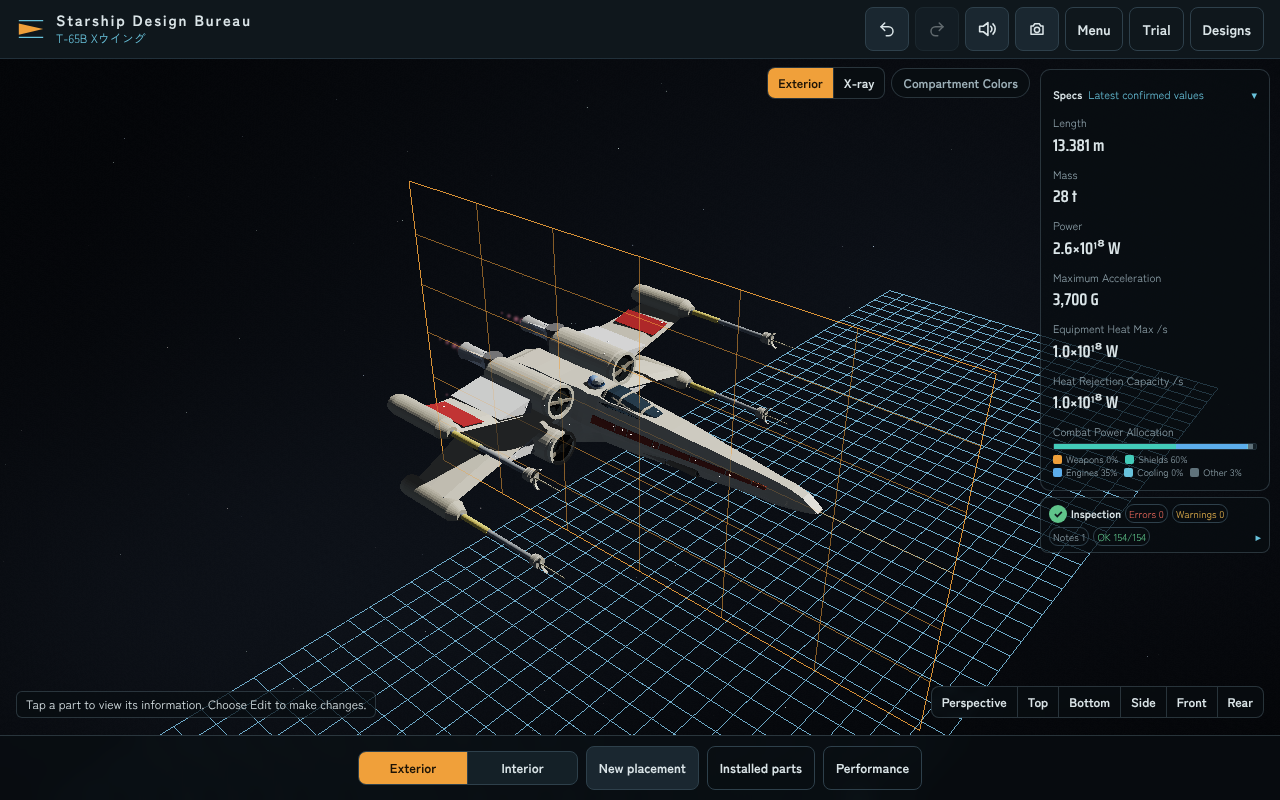 Starship Design Bureau
T-65B Xウイング
Menu
Trial
Designs
Exterior
X-ray
Compartment Colors
Specs Latest confirmed values
Length
13.381 m
Mass
28 t
Power
2.6×10¹⁸ W
Maximum Acceleration
3,700 G
Equipment Heat Max /s
1.0×10¹⁸ W
Heat Rejection Capacity /s
1.0×10¹⁸ W
Combat Power Allocation
Weapons 0% Shields 60%
Engines 35% Cooling 0% Other 3%
Inspection Errors 0 Warnings 0
Notes 1 OK 154/154
Tap a part to view its information. Choose Edit to make changes.
Perspective
Top
Bottom
Side
Front
Rear
Exterior
Interior
New placement
Installed parts
Performance